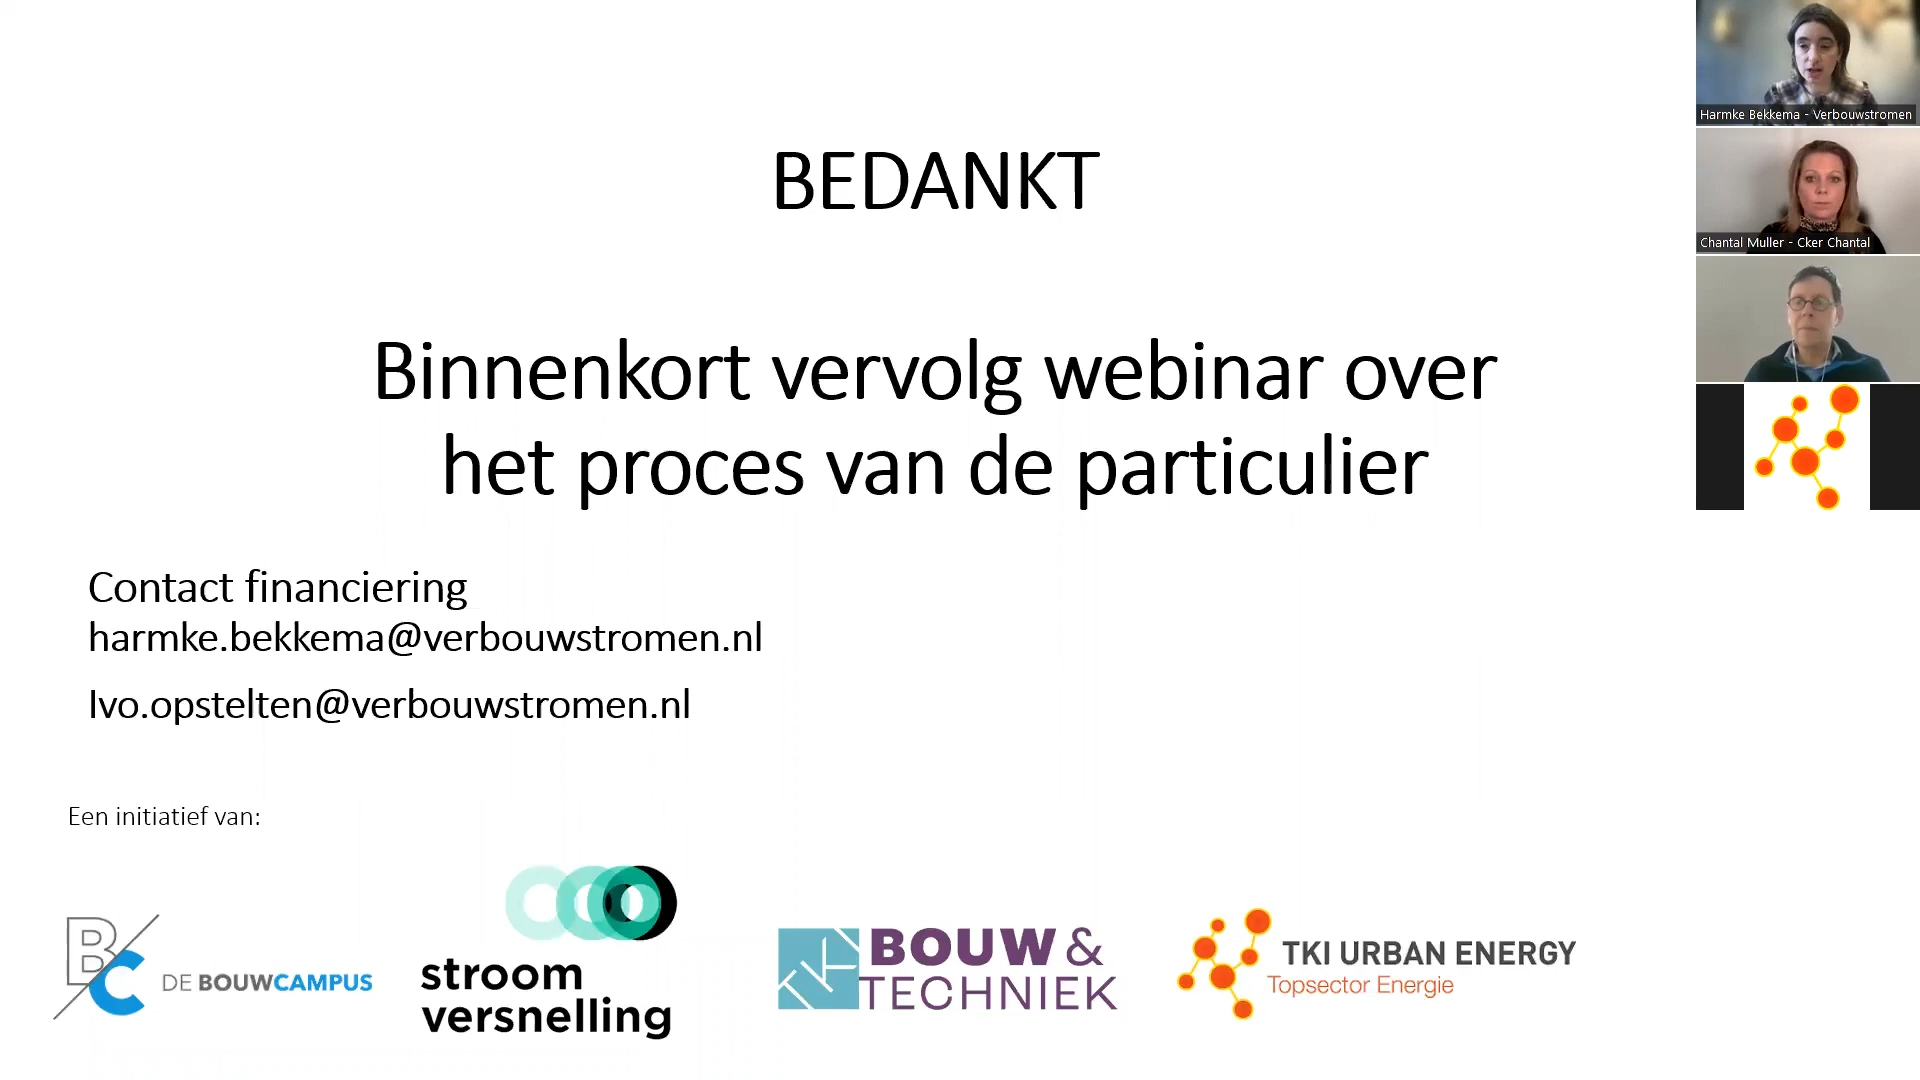 BEDANKT
Binnenkort vervolg webinar over
het proces van de particulier
Contact financiering
harmke.bekkema@verbouwstromen.nl
Ivo.opstelten@verbouwstromen.nl
Een initiatief van:
BC DE BOUWCAMPUS
stroom
versnelling
BOUW &
TECHNIEK
TKI URBAN ENERGY
Topsector Energie
Harmke Bekkema - Verbouwstromen
Chantal Muller - Cker Chantal